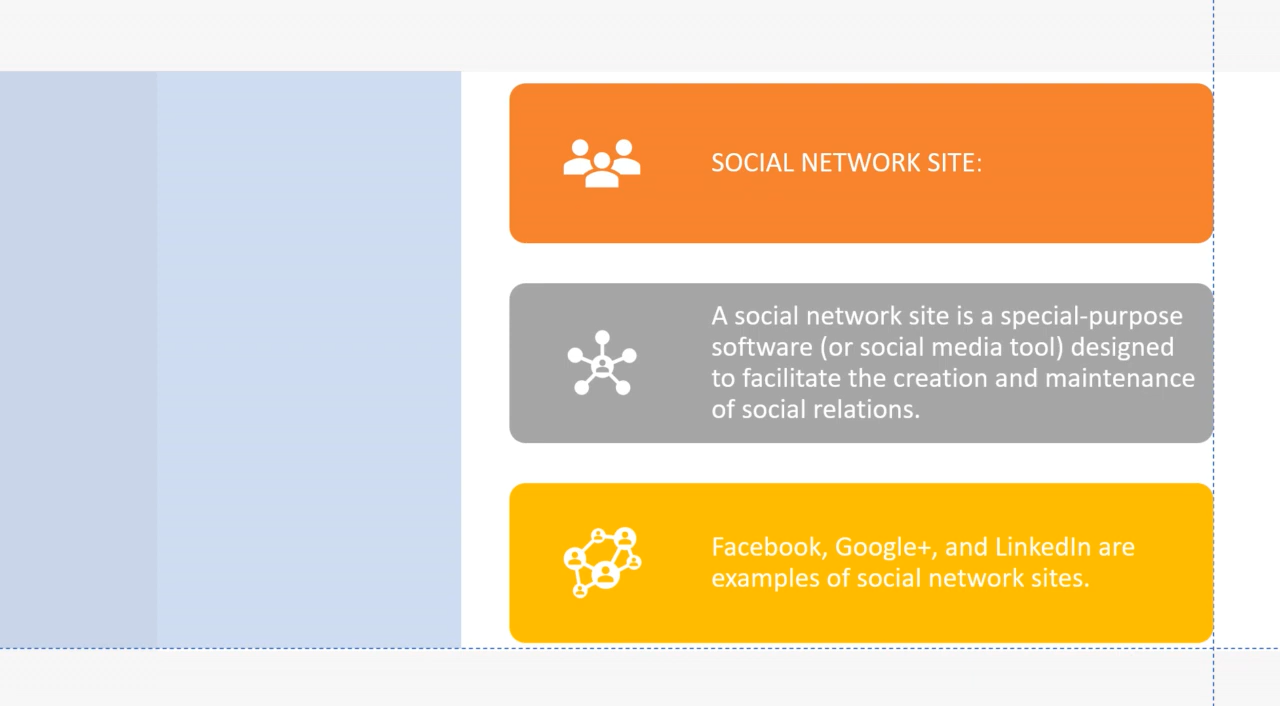 SOCIAL NETWORK SITE:
A social network site is a special-purpose
software (or social media tool) designed
to facilitate the creation and maintenance
of social relations.
Facebook, Google+, and LinkedIn are
examples of social network sites.